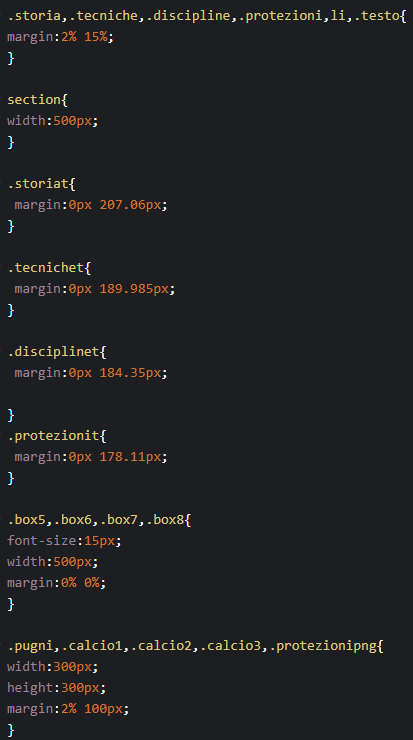 .storia,.tecniche,.discipline,.protezioni,li,.testo{
margin:2% 15%;
}
section{
width:500px;
}
.storiat{
margin:0px 207.06px;
}
.tecnichet{
margin:0px 189.985px;
}
.disciplinet{
margin:0px 184.35px;
}
.protezionit{
margin:0px 178.11px;
}
.box5,.box6,.box7,.box8{
font-size:15px;
width:500px;
margin:0% 0%;
}
.pugni,.calcio1,.calcio2,.calcio3,.protezionipng{
width:300px;
height:300px;
margin:2% 100px;
}